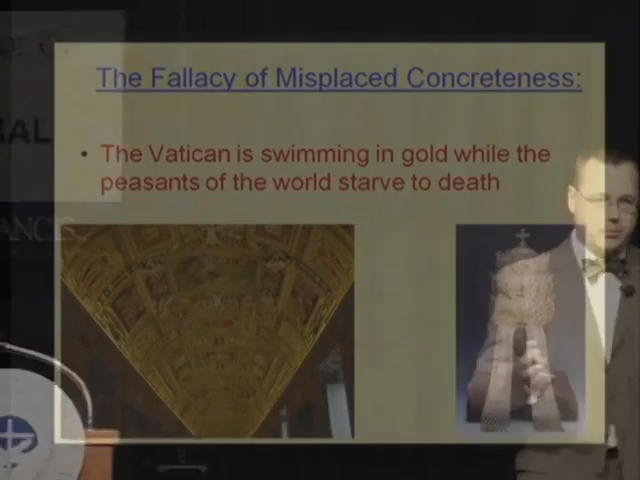 The Fallacy of Misplaced Concreteness:
• The Vatican is swimming in gold while the
peasants of the world starve to death